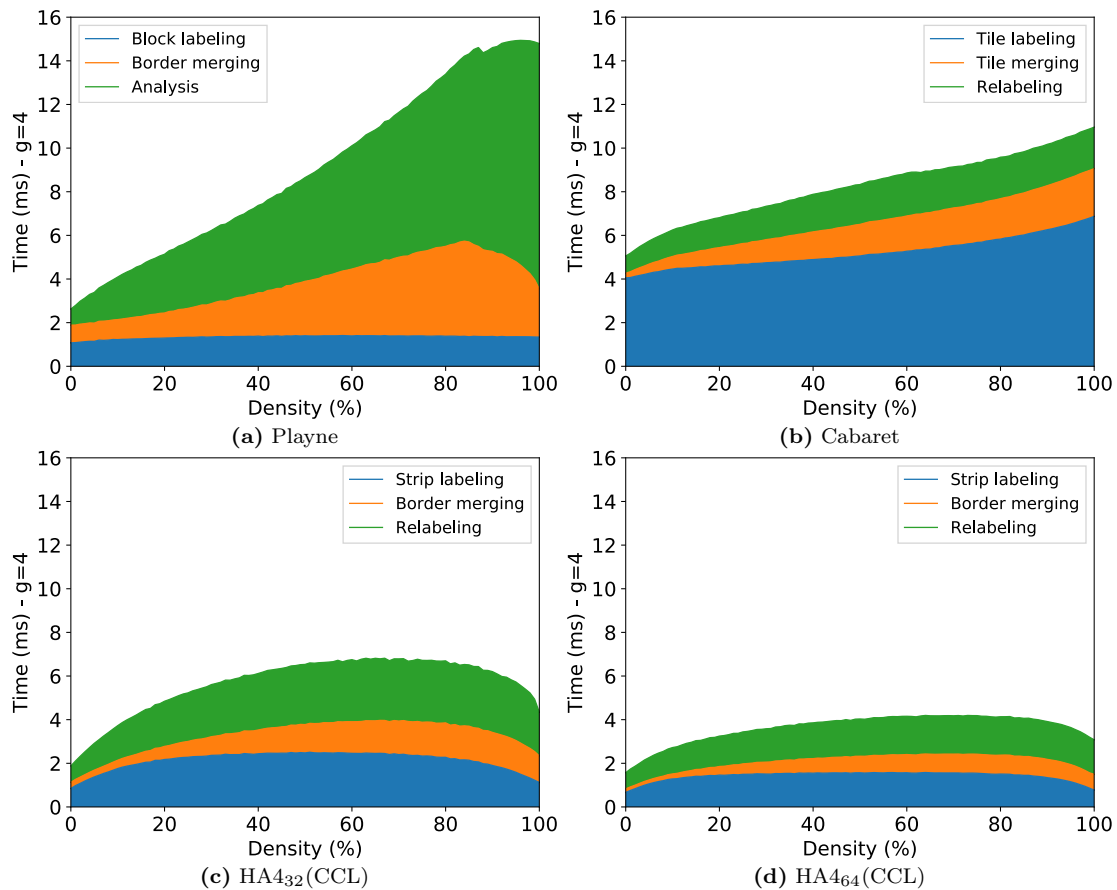 16
14
12
10
8
6
4
2
0
Time (ms) - g=4
Block labeling
Border merging
Analysis
0 20 40 60 80 100
Density (%)
(a) Playne
16
14
12
10
8
6
4
2
0
Time (ms) - g=4
Tile labeling
Tile merging
Relabeling
0 20 40 60 80 100
Density (%)
(b) Cabaret
16
14
12
10
8
6
4
2
0
Time (ms) - g=4
Strip labeling
Border merging
Relabeling
0 20 40 60 80 100
Density (%)
(c) HA4₃₂(CCL)
16
14
12
10
8
6
4
2
0
Time (ms) - g=4
Strip labeling
Border merging
Relabeling
0 20 40 60 80 100
Density (%)
(d) HA4₆₄(CCL)